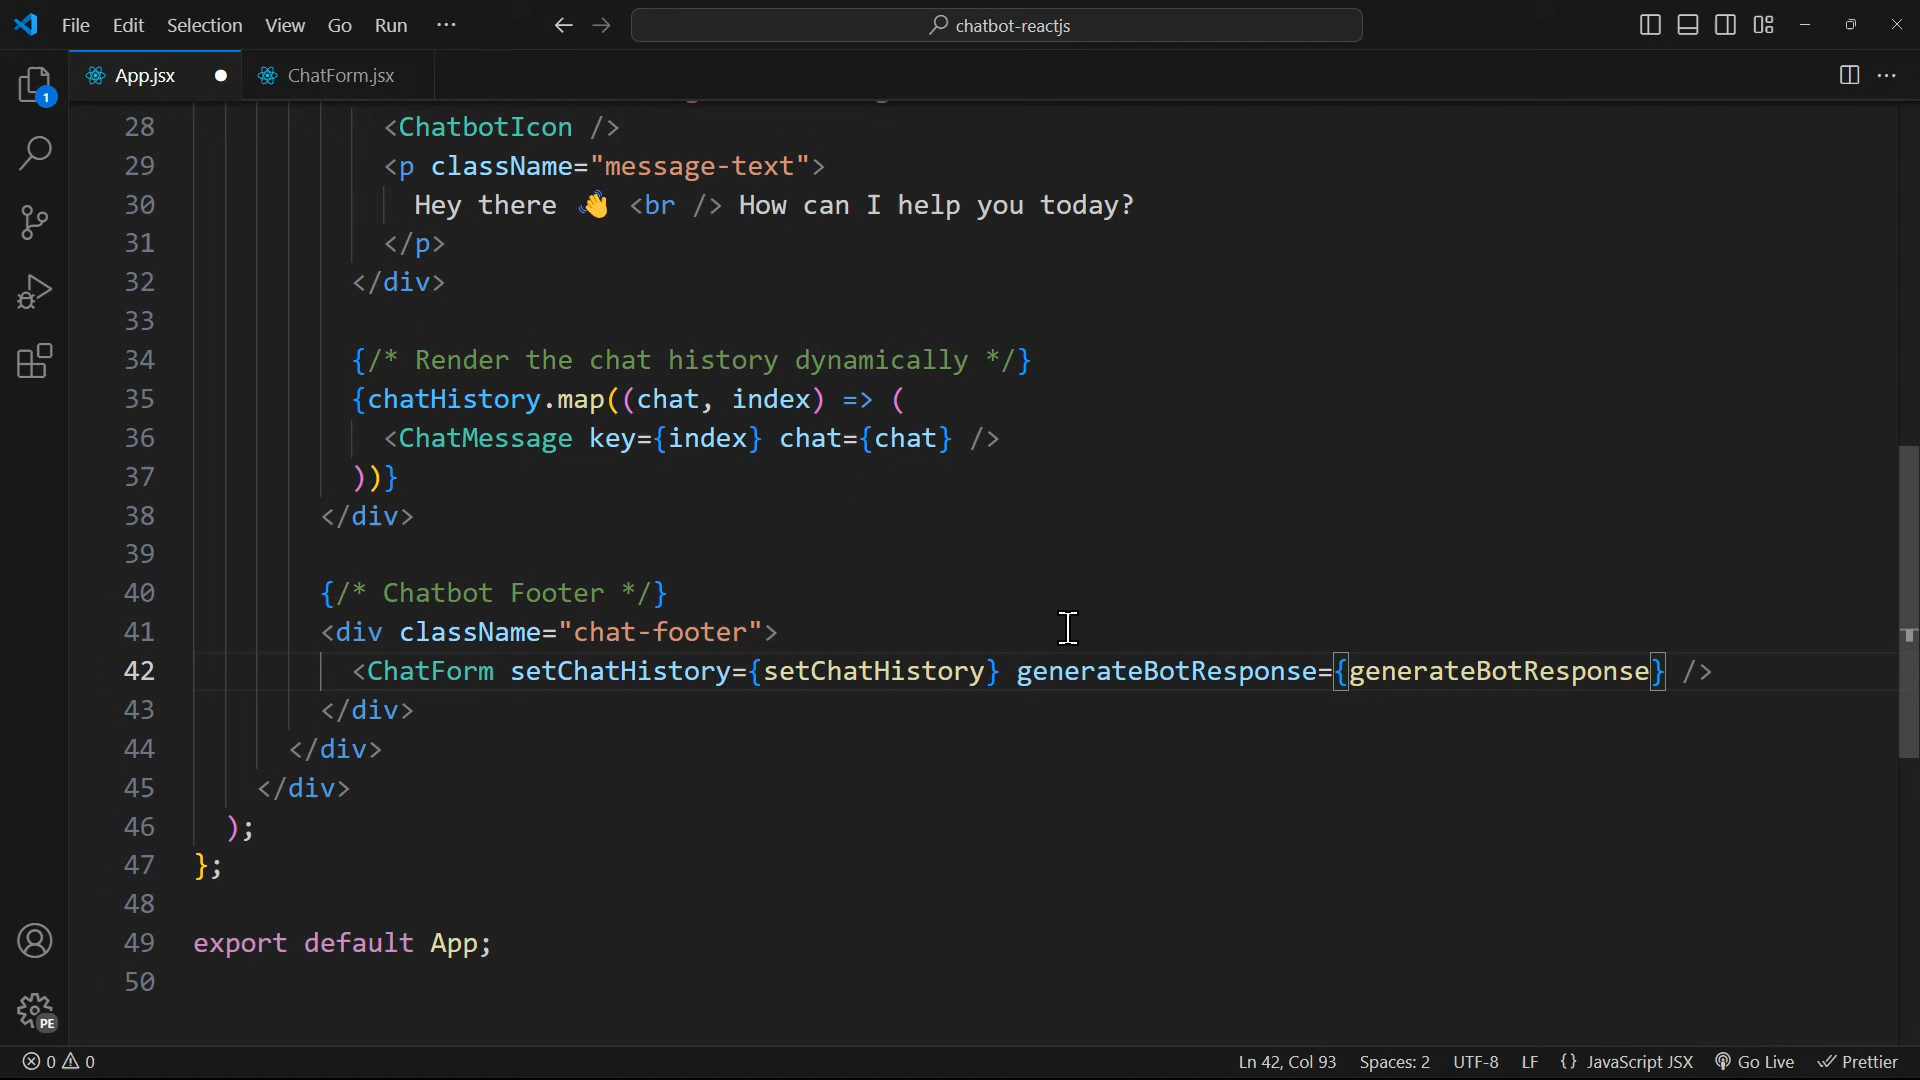 File Edit Selection View Go Run ··· chatbot-reactjs
App.jsx ChatForm.jsx
1
28 <ChatbotIcon />
29 <p className="message-text">
30 Hey there 👋 <br /> How can I help you today?
31 </p>
32 </div>
33
34 {/* Render the chat history dynamically */}
35 {chatHistory.map((chat, index) => (
36 <ChatMessage key={index} chat={chat} />
37 ))}
38 </div>
39
40 {/* Chatbot Footer */}
41 <div className="chat-footer">
42 <ChatForm setChatHistory={setChatHistory} generateBotResponse={generateBotResponse} />
43 </div>
44 </div>
45 </div>
46 );
47 };
48
49 export default App;
50
PE
0 0 Ln 42, Col 93 Spaces: 2 UTF-8 LF {} JavaScript JSX Go Live Prettier